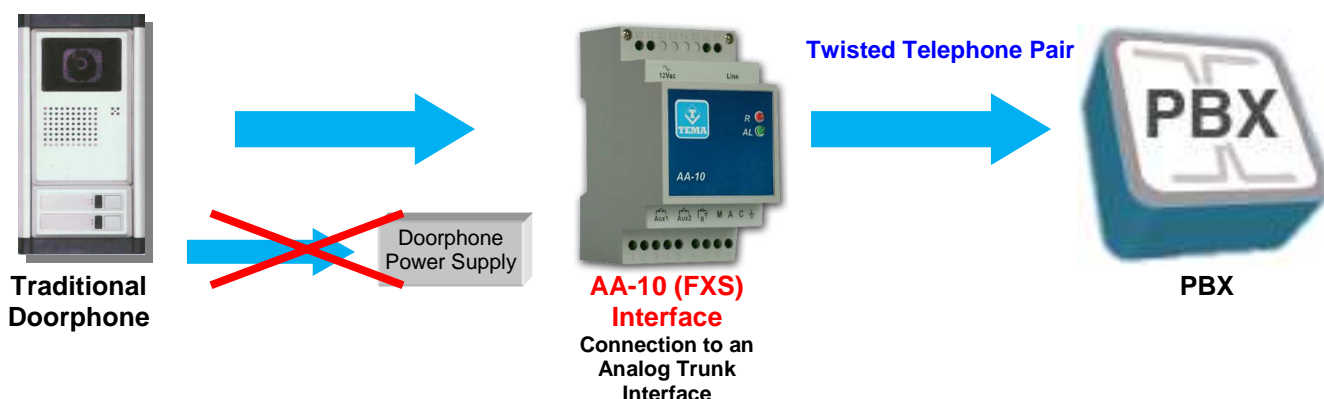 Twisted Telephone Pair
12Vac Line
TEMA
R
AL
AA-10
Aux1 Aux2 R M A C
PBX
Doorphone
Power Supply
Traditional
Doorphone
AA-10 (FXS)
Interface
Connection to an
Analog Trunk
Interface
PBX